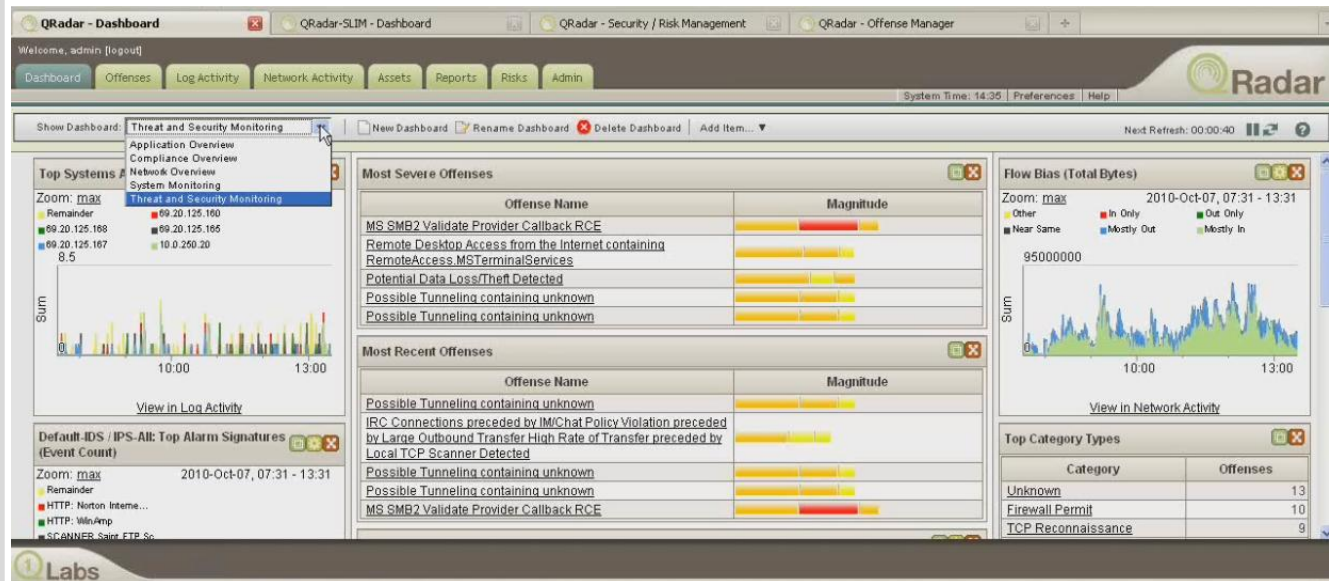 QRadar - Dashboard
QRadar-SLIM - Dashboard
QRadar - Security / Risk Management
QRadar - Offense Manager
Welcome, admin [logout]
Dashboard
Offenses
Log Activity
Network Activity
Assets
Reports
Risks
Admin
QRadar
System Time: 14:35
Preferences
Help
Show Dashboard: Threat and Security Monitoring
New Dashboard
Rename Dashboard
Delete Dashboard
Add Item... ▼
Next Refresh: 00:00:40
Application Overview
Compliance Overview
Network Overview
System Monitoring
Threat and Security Monitoring
Top Systems A
Zoom: max
Remainder
69.20.125.160
69.20.125.168
69.20.125.165
69.20.125.167
10.0.250.20
8.5
Sum
0
10:00
13:00
View in Log Activity
Default-IDS / IPS-All: Top Alarm Signatures
(Event Count)
Zoom: max
2010-Oct-07, 07:31 - 13:31
Remainder
HTTP: Norton Interne...
HTTP: WinAmp
SCANNER Saint FTP Sc
Most Severe Offenses
Offense Name
Magnitude
MS SMB2 Validate Provider Callback RCE
Remote Desktop Access from the Internet containing
RemoteAccess.MSTerminalServices
Potential Data Loss/Theft Detected
Possible Tunneling containing unknown
Possible Tunneling containing unknown
Most Recent Offenses
Offense Name
Magnitude
Possible Tunneling containing unknown
IRC Connections preceded by IM/Chat Policy Violation preceded
by Large Outbound Transfer High Rate of Transfer preceded by
Local TCP Scanner Detected
Possible Tunneling containing unknown
Possible Tunneling containing unknown
MS SMB2 Validate Provider Callback RCE
Flow Bias (Total Bytes)
Zoom: max
2010-Oct-07, 07:31 - 13:31
Other
In Only
Out Only
Near Same
Mostly Out
Mostly In
95000000
Sum
0
10:00
13:00
View in Network Activity
Top Category Types
Category
Offenses
Unknown
13
Firewall Permit
10
TCP Reconnaissance
9
1 Labs